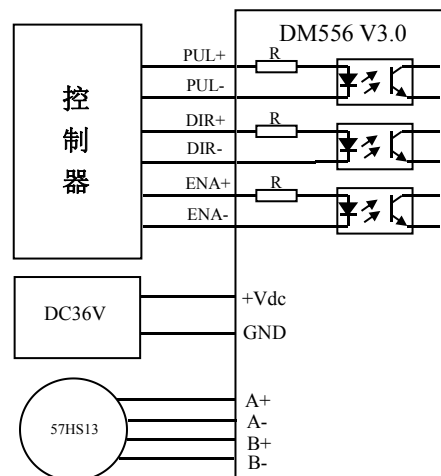 DM556 V3.0
PUL+
R
PUL-
DIR+
R
DIR-
ENA+
R
ENA-
控
制
器
DC36V
+Vdc
GND
57HS13
A+
A-
B+
B-